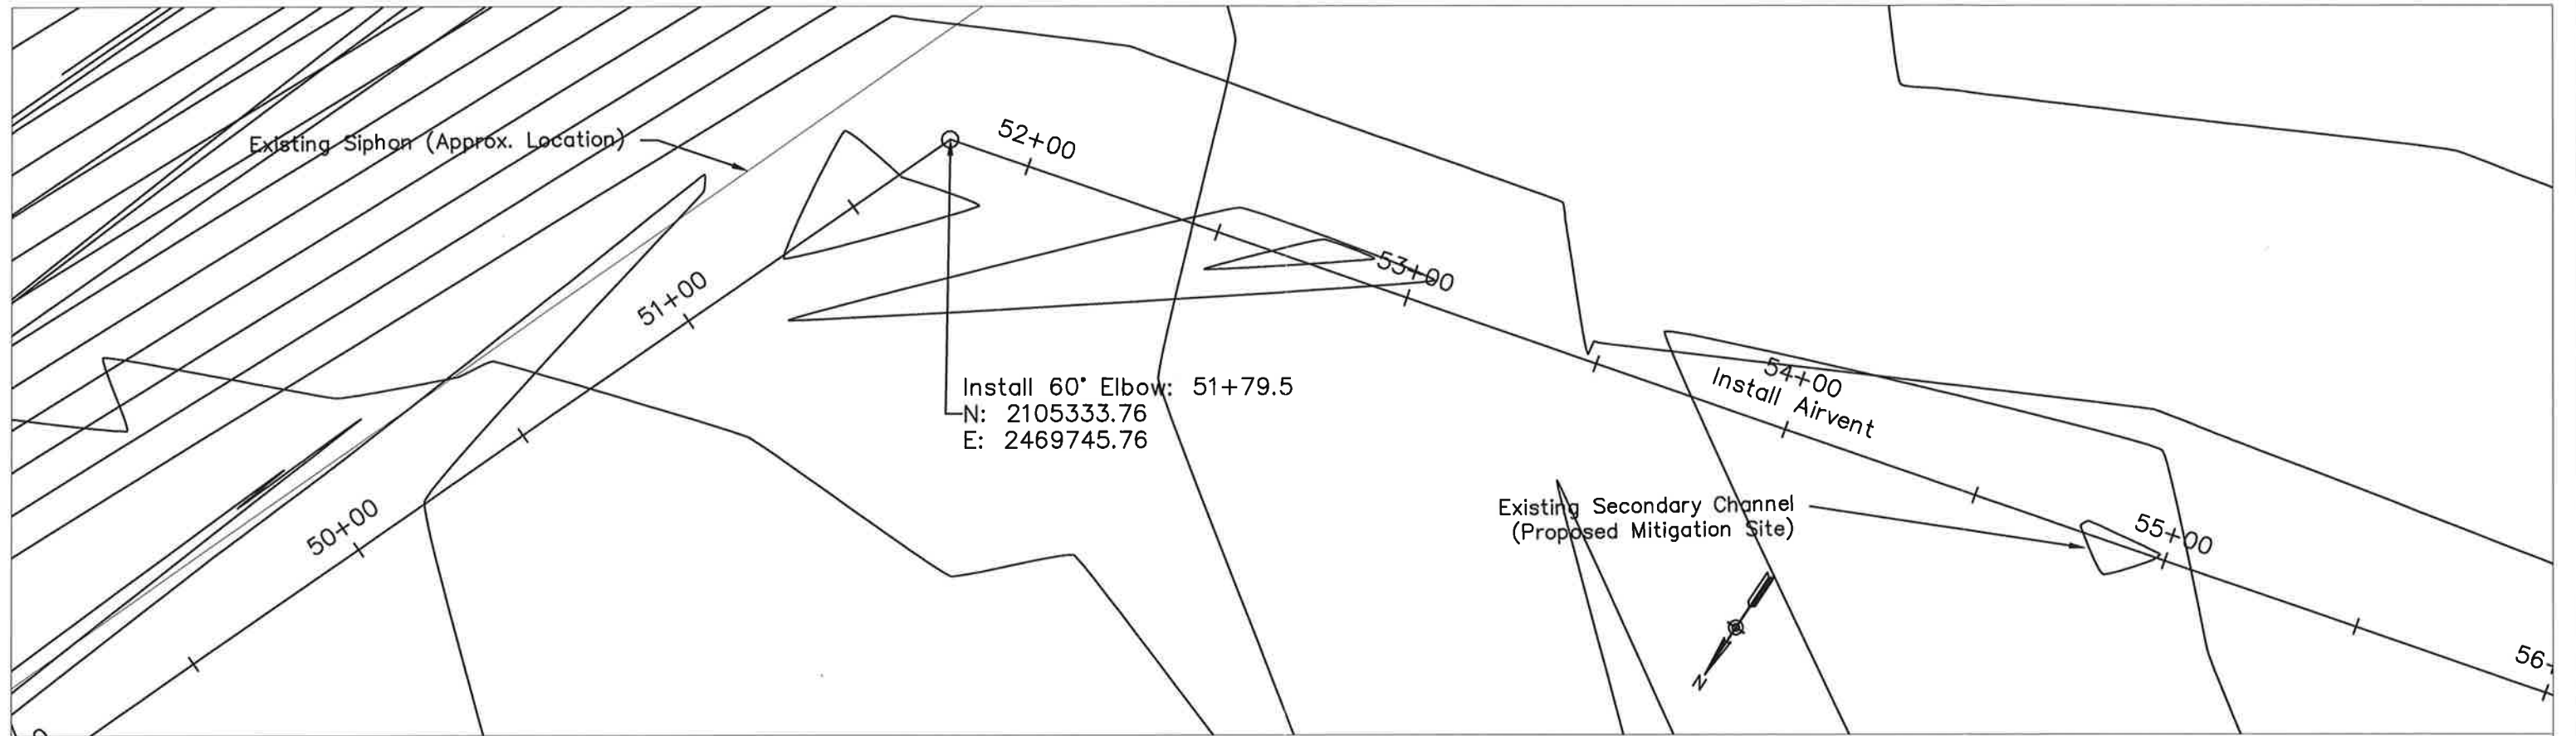 Existing Siphon (Approx. Location)
52+00
53+00
51+00
Install 60° Elbow: 51+79.5
N: 2105333.76
E: 2469745.76
54+00
Install Airvent
50+00
Existing Secondary Channel
(Proposed Mitigation Site)
55+00
56+
N